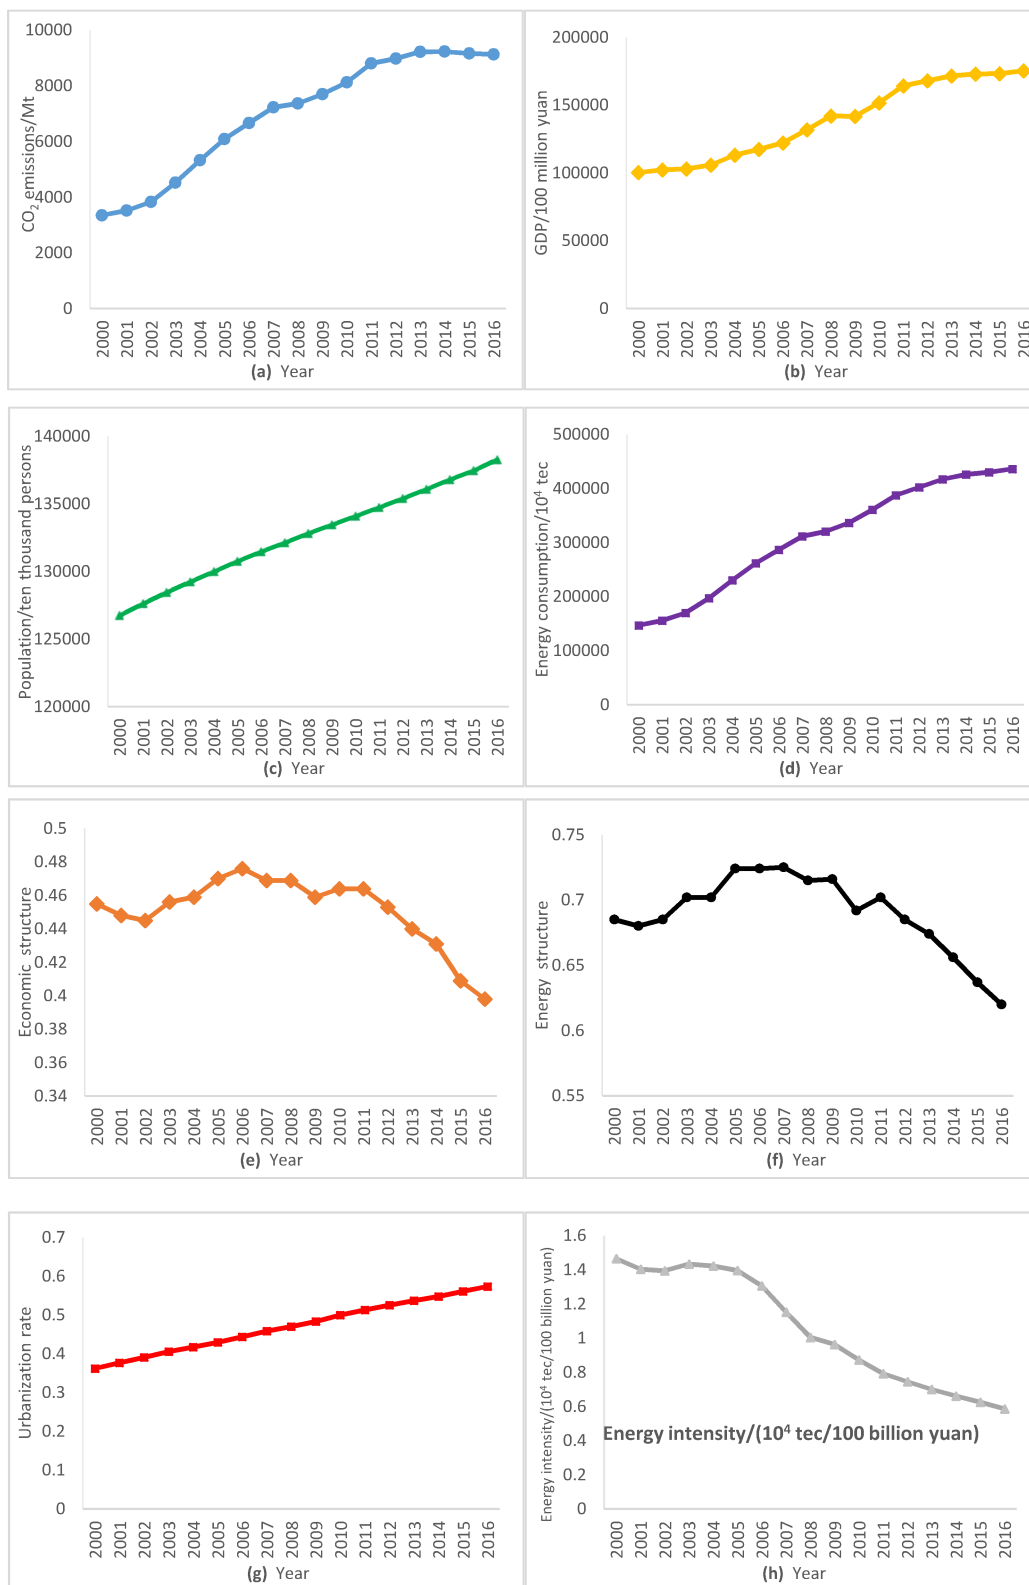 CO2 emissions/Mt
10000
8000
6000
4000
2000
0
2000 2001 2002 2003 2004 2005 2006 2007 2008 2009 2010 2011 2012 2013 2014 2015 2016
(a) Year
GDP/100 million yuan
200000
150000
100000
50000
0
2000 2001 2002 2003 2004 2005 2006 2007 2008 2009 2010 2011 2012 2013 2014 2015 2016
(b) Year
Population/ten thousand persons
140000
135000
130000
125000
120000
2000 2001 2002 2003 2004 2005 2006 2007 2008 2009 2010 2011 2012 2013 2014 2015 2016
(c) Year
Energy consumption/10⁴ tec
500000
400000
300000
200000
100000
0
2000 2001 2002 2003 2004 2005 2006 2007 2008 2009 2010 2011 2012 2013 2014 2015 2016
(d) Year
Economic structure
0.5
0.48
0.46
0.44
0.42
0.4
0.38
0.36
0.34
2000 2001 2002 2003 2004 2005 2006 2007 2008 2009 2010 2011 2012 2013 2014 2015 2016
(e) Year
Energy structure
0.75
0.7
0.65
0.6
0.55
2000 2001 2002 2003 2004 2005 2006 2007 2008 2009 2010 2011 2012 2013 2014 2015 2016
(f) Year
Urbanization rate
0.7
0.6
0.5
0.4
0.3
0.2
0.1
0
2000 2001 2002 2003 2004 2005 2006 2007 2008 2009 2010 2011 2012 2013 2014 2015 2016
(g) Year
Energy intensity/(10⁴ tec/100 billion yuan)
1.6
1.4
1.2
1
0.8
0.6
0.4
0.2
0
Energy intensity/(10⁴ tec/100 billion yuan)
2000 2001 2002 2003 2004 2005 2006 2007 2008 2009 2010 2011 2012 2013 2014 2015 2016
(h) Year